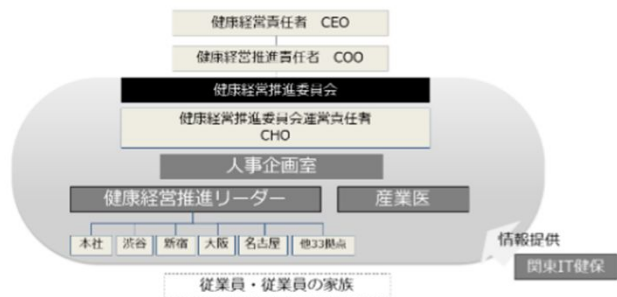 健康経営責任者 CEO
健康経営推進責任者 COO
健康経営推進委員会
健康経営推進委員会運営責任者
CHO
人事企画室
健康経営推進リーダー
産業医
本社
渋谷
新宿
大阪
名古屋
他33拠点
情報提供
関東IT健保
従業員・従業員の家族